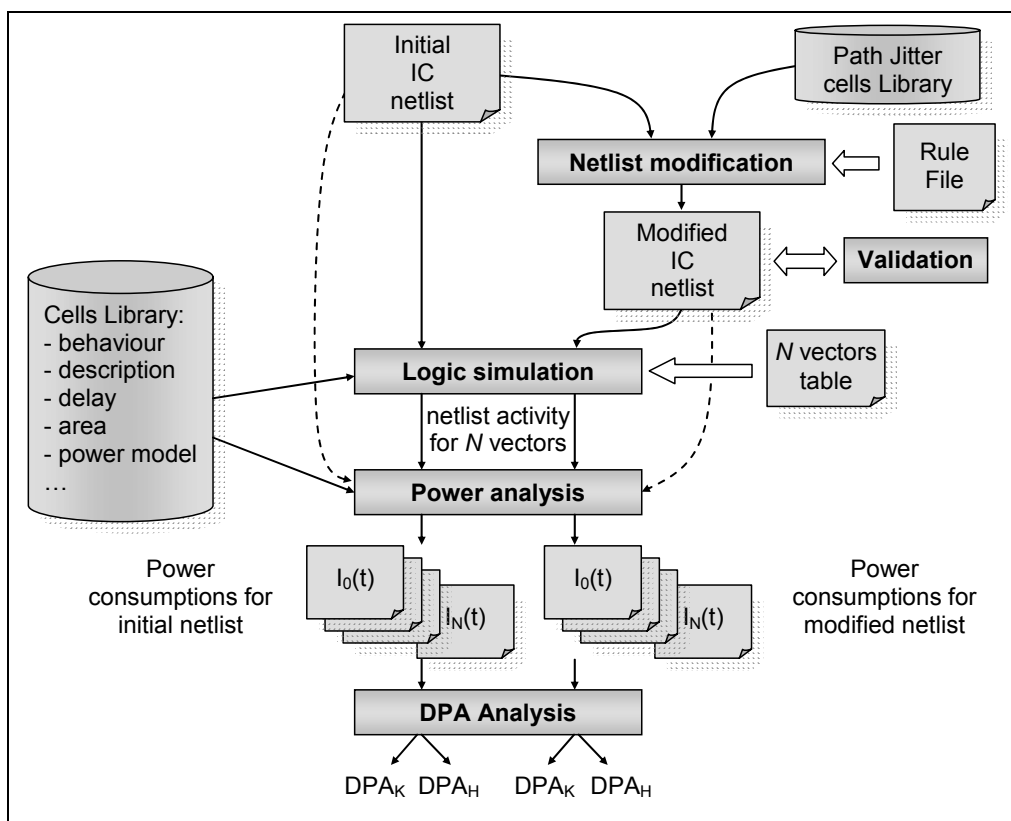 Initial
IC
netlist
Path Jitter
cells Library
Netlist modification
Rule
File
Modified
IC
netlist
Validation
Cells Library:
- behaviour
- description
- delay
- area
- power model
…
Logic simulation
N vectors
table
netlist activity
for N vectors
Power analysis
Power
consumptions for
initial netlist
I0(t)
IN(t)
I0(t)
IN(t)
Power
consumptions for
modified netlist
DPA Analysis
DPAK DPAH DPAK DPAH